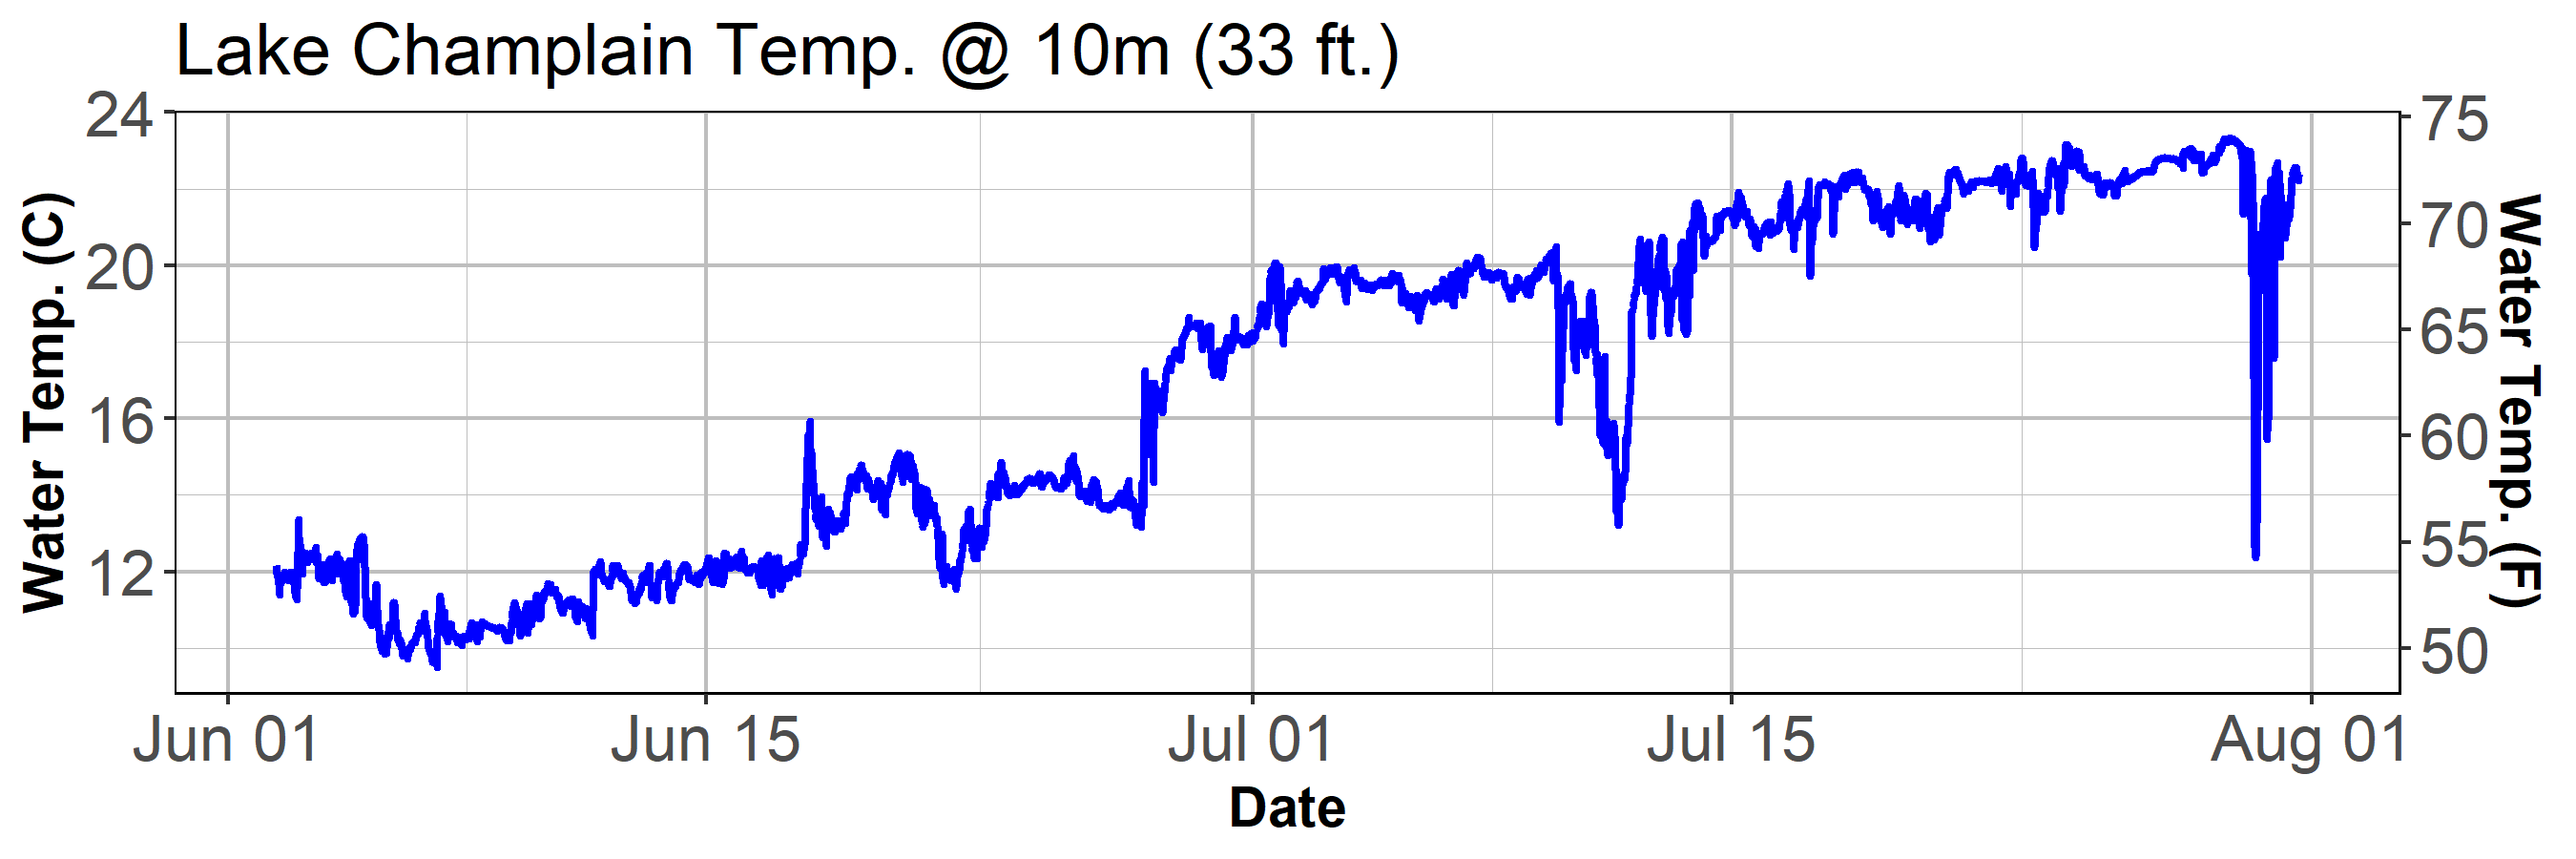 Lake Champlain Temp. @ 10m (33 ft.)
Water Temp. (C)
24
20
16
12
75
70
65
60
55
50
Water Temp. (F)
Jun 01
Jun 15
Jul 01
Jul 15
Aug 01
Date